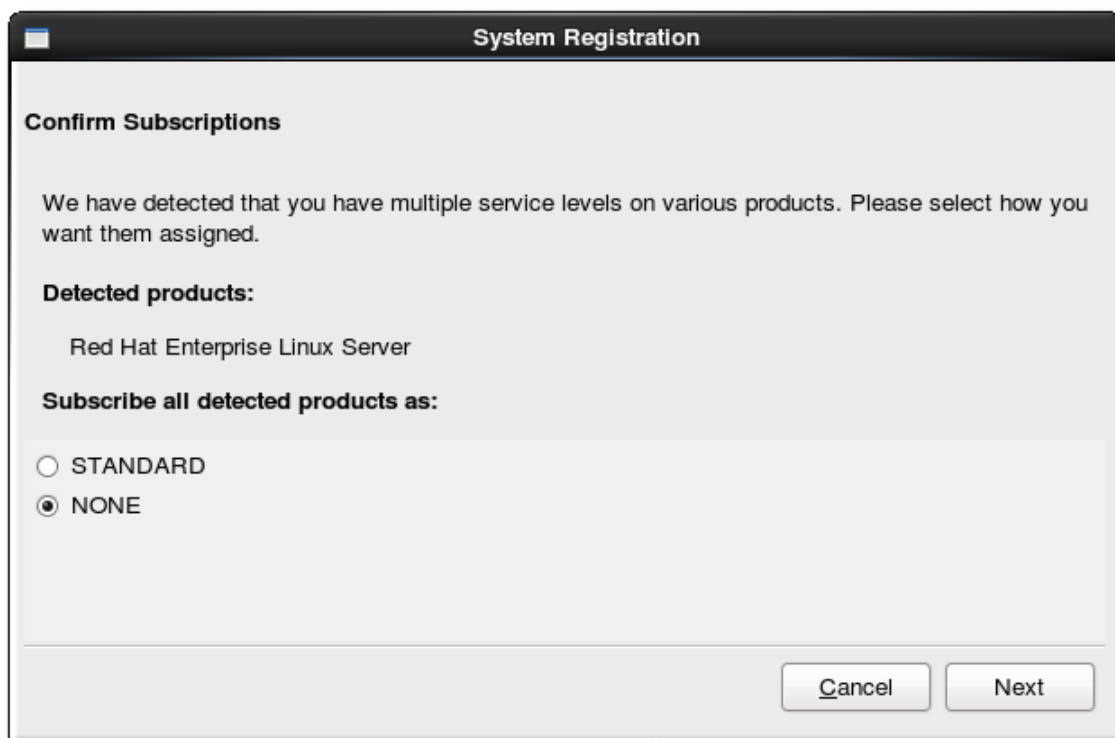 System Registration
Confirm Subscriptions
We have detected that you have multiple service levels on various products. Please select how you
want them assigned.
Detected products:
Red Hat Enterprise Linux Server
Subscribe all detected products as:
STANDARD
NONE
Cancel
Next